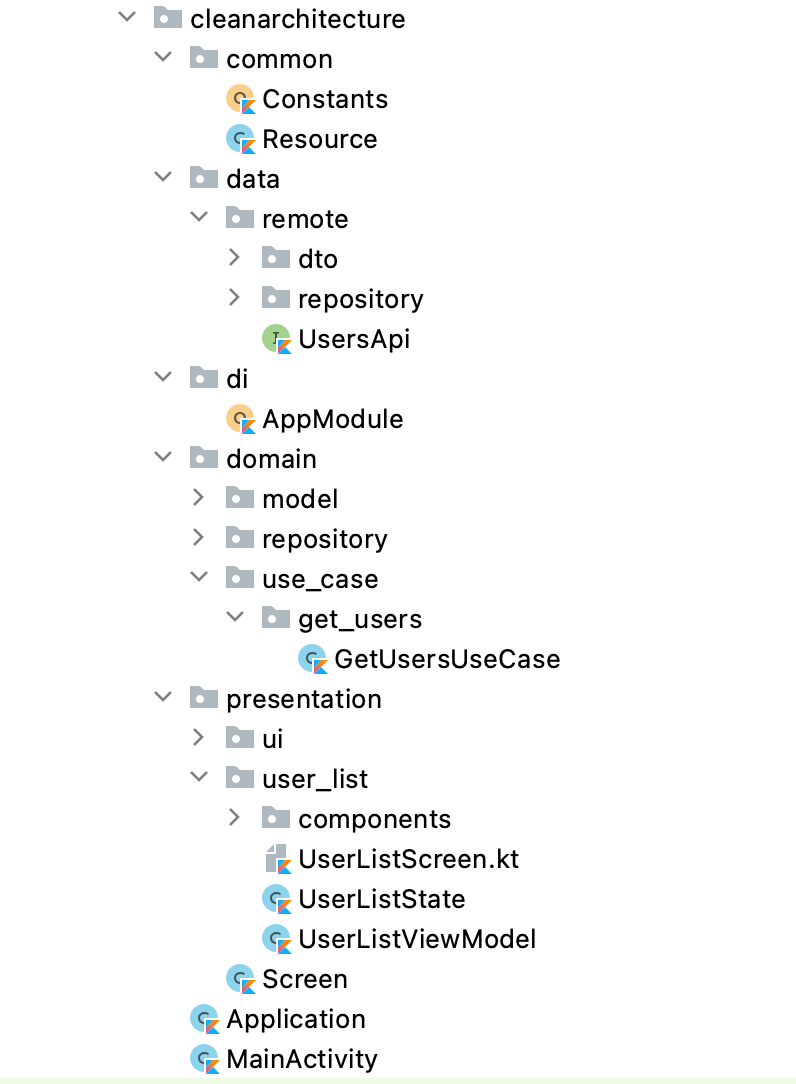 cleanarchitecture
common
Constants
Resource
data
remote
dto
repository
UsersApi
di
AppModule
domain
model
repository
use_case
get_users
GetUsersUseCase
presentation
ui
user_list
components
UserListScreen.kt
UserListState
UserListViewModel
Screen
Application
MainActivity